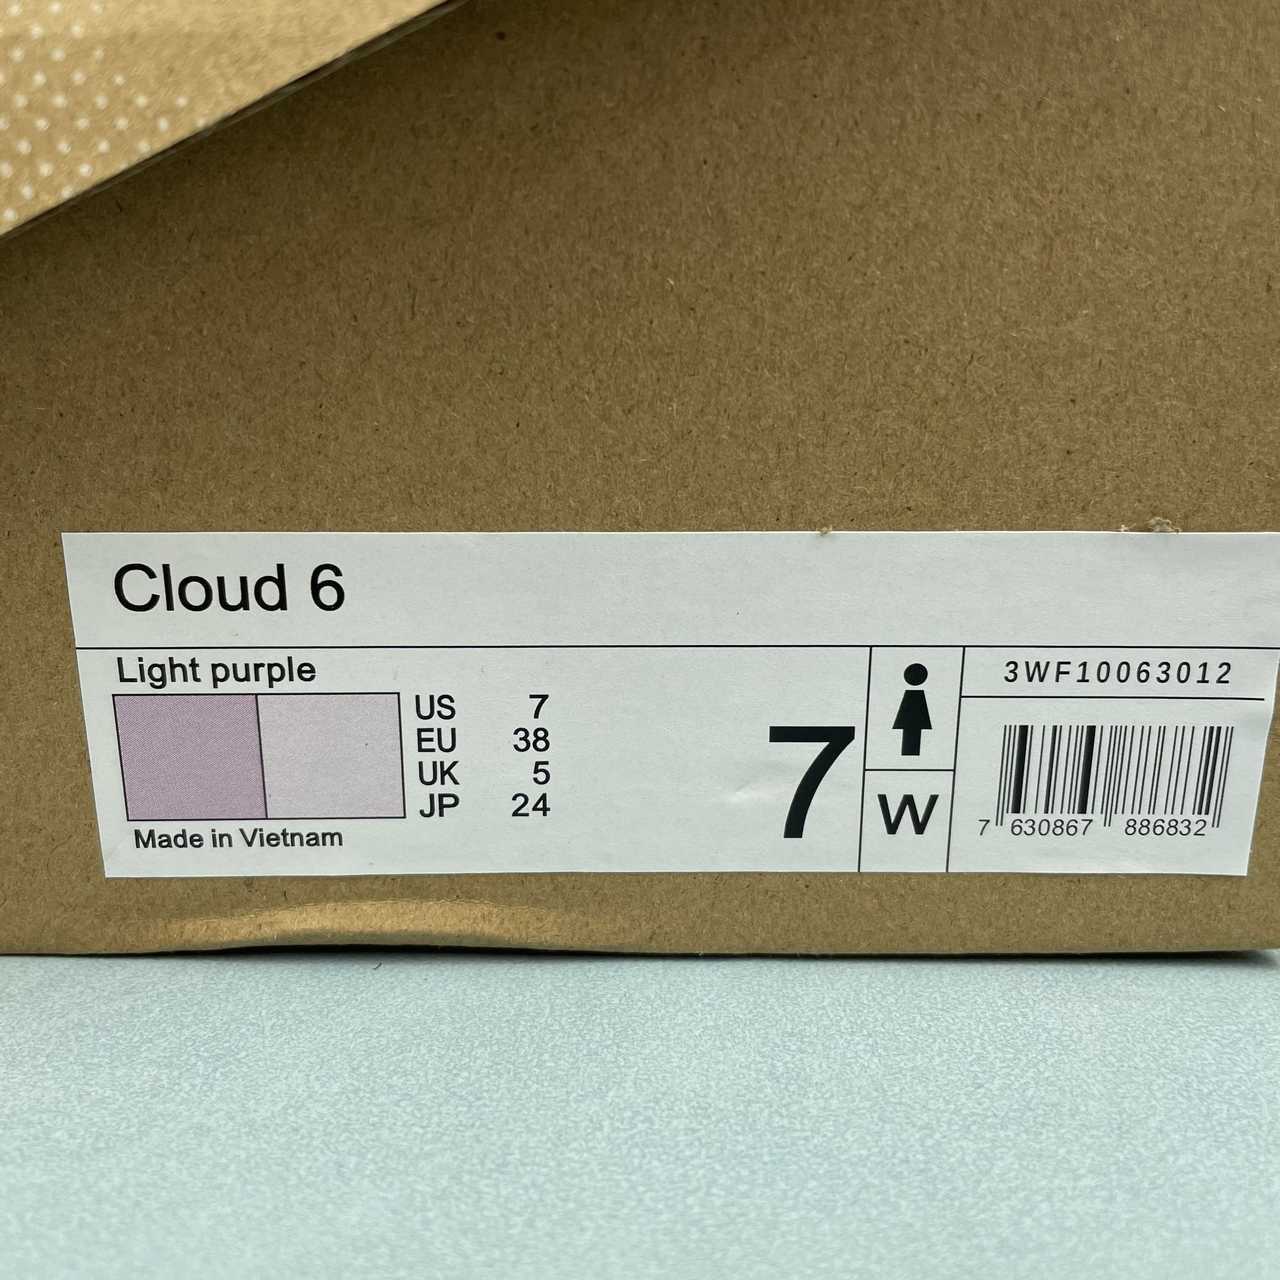 Cloud 6
Light purple
US 7
EU 38
UK 5
JP 24
Made in Vietnam
7
W
3WF10063012
7 630867 886832